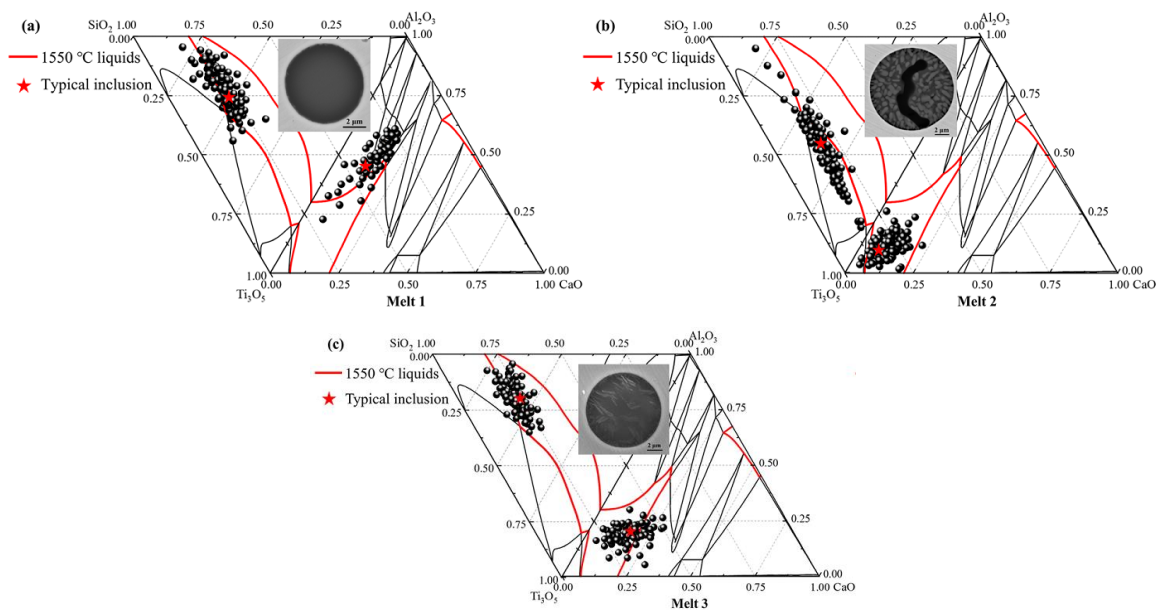 (a)
SiO₂ 1.00 0.75 0.50 0.25 0.00 Al₂O₃
0.00 1.00
1550 ℃ liquids
Typical inclusion
2 μm
0.25 0.75
0.50 0.50
0.75 0.25
1.00 0.00
0.00 0.25 0.50 0.75 1.00 CaO
Ti₃O₅
Melt 1
(b)
SiO₂ 1.00 0.75 0.50 0.25 0.00 Al₂O₃
0.00 1.00
1550 ℃ liquids
Typical inclusion
2 μm
0.25 0.75
0.50 0.50
0.75 0.25
1.00 0.00
0.00 0.25 0.50 0.75 1.00 CaO
Ti₃O₅
Melt 2
(c)
SiO₂ 1.00 0.75 0.50 0.25 0.00 Al₂O₃
0.00 1.00
1550 ℃ liquids
Typical inclusion
2 μm
0.25 0.75
0.50 0.50
0.75 0.25
1.00 0.00
0.00 0.25 0.50 0.75 1.00 CaO
Ti₃O₅
Melt 3